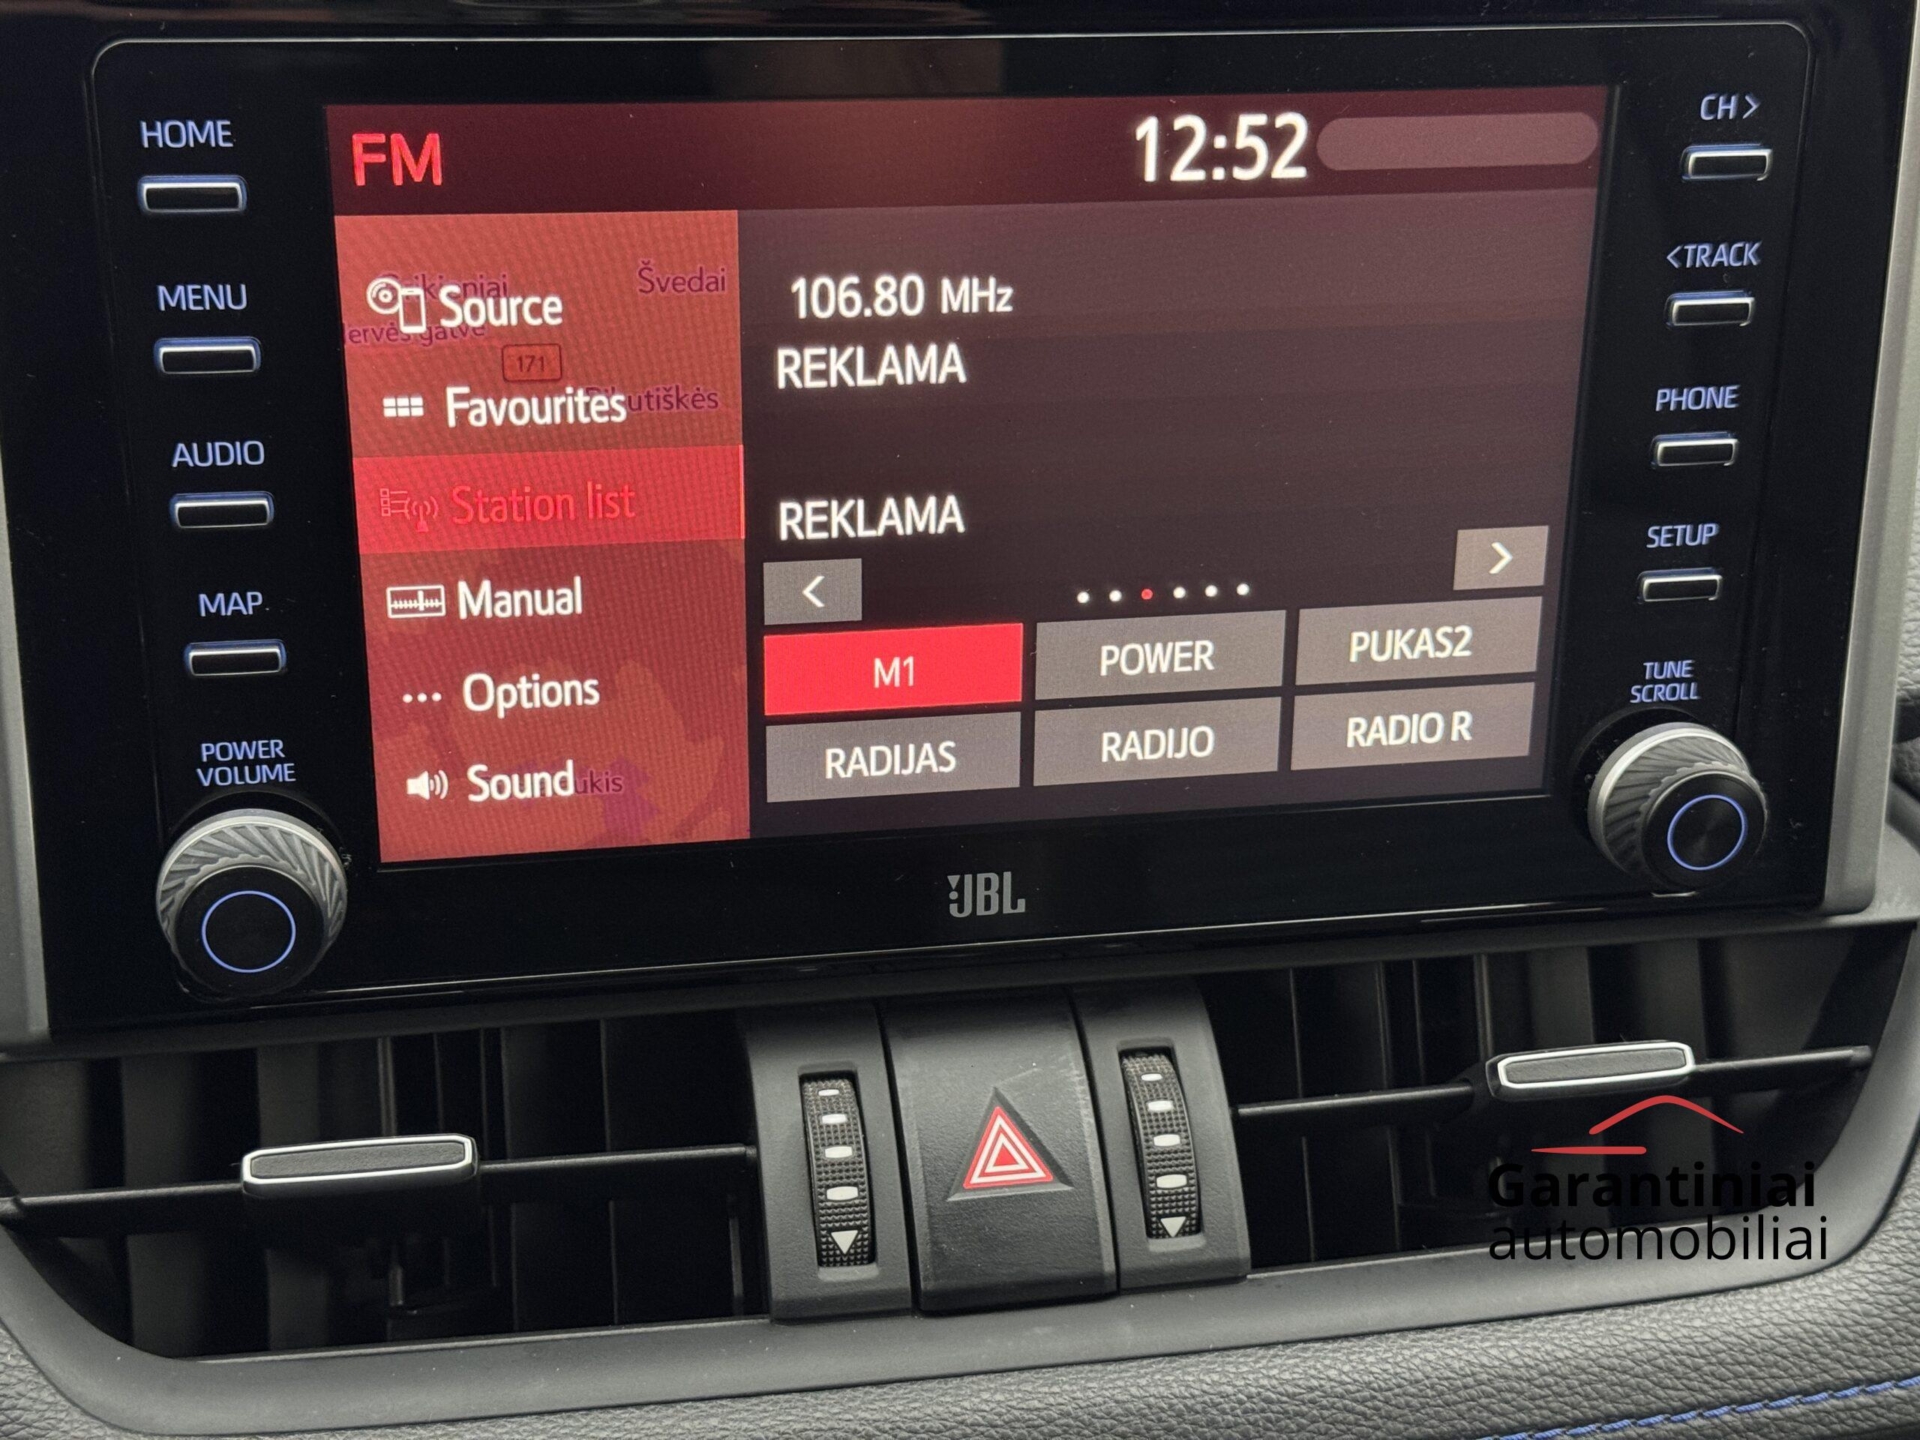 HOME
MENU
AUDIO
MAP
POWER
VOLUME
FM
12:52
Švedai
Source
171
Favourites
Station list
Manual
Options
Sound
106.80 MHz
REKLAMA
REKLAMA
<
>
M1
POWER
PUKAS2
RADIJAS
RADIJO
RADIO R
CH >
<TRACK
PHONE
SETUP
TUNE
SCROLL
JBL
Garantiniai
automobiliai